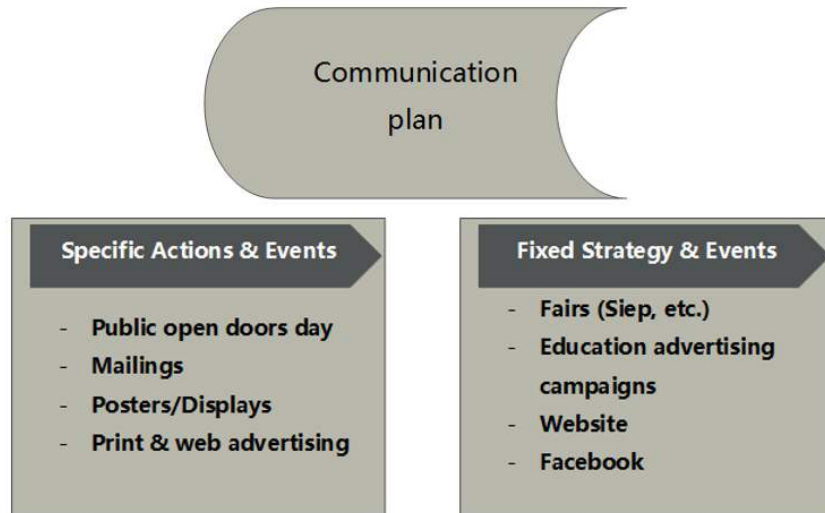 Communication
plan
Specific Actions & Events
- Public open doors day
- Mailings
- Posters/Displays
- Print & web advertising
Fixed Strategy & Events
- Fairs (Siep, etc.)
- Education advertising
campaigns
- Website
- Facebook